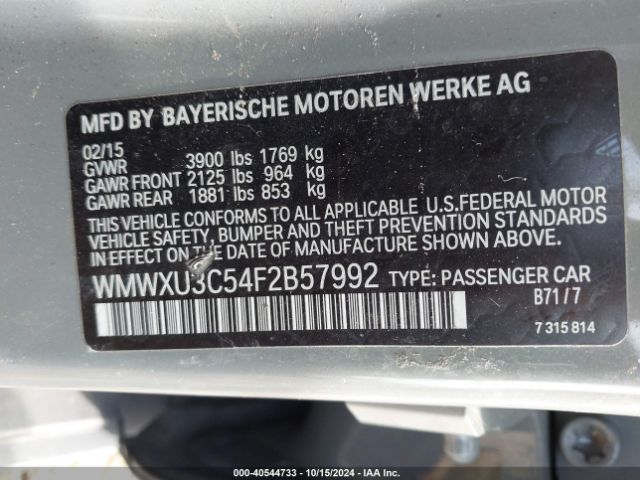 MFD BY BAYERISCHE MOTOREN WERKE AG
02/15
GVWR 3900 lbs 1769 kg
GAWR FRONT 2125 lbs 964 kg
GAWR REAR 1881 lbs 853 kg
THIS VEHICLE CONFORMS TO ALL APPLICABLE U.S.FEDERAL MOTOR
VEHICLE SAFETY, BUMPER AND THEFT PREVENTION STANDARDS
IN EFFECT ON THE DATE OF MANUFACTURE SHOWN ABOVE.
WMWXU3C54F2B57992 TYPE: PASSENGER CAR
B71/7
7 315 814
000-40544733 - 10/15/2024 - IAA Inc.